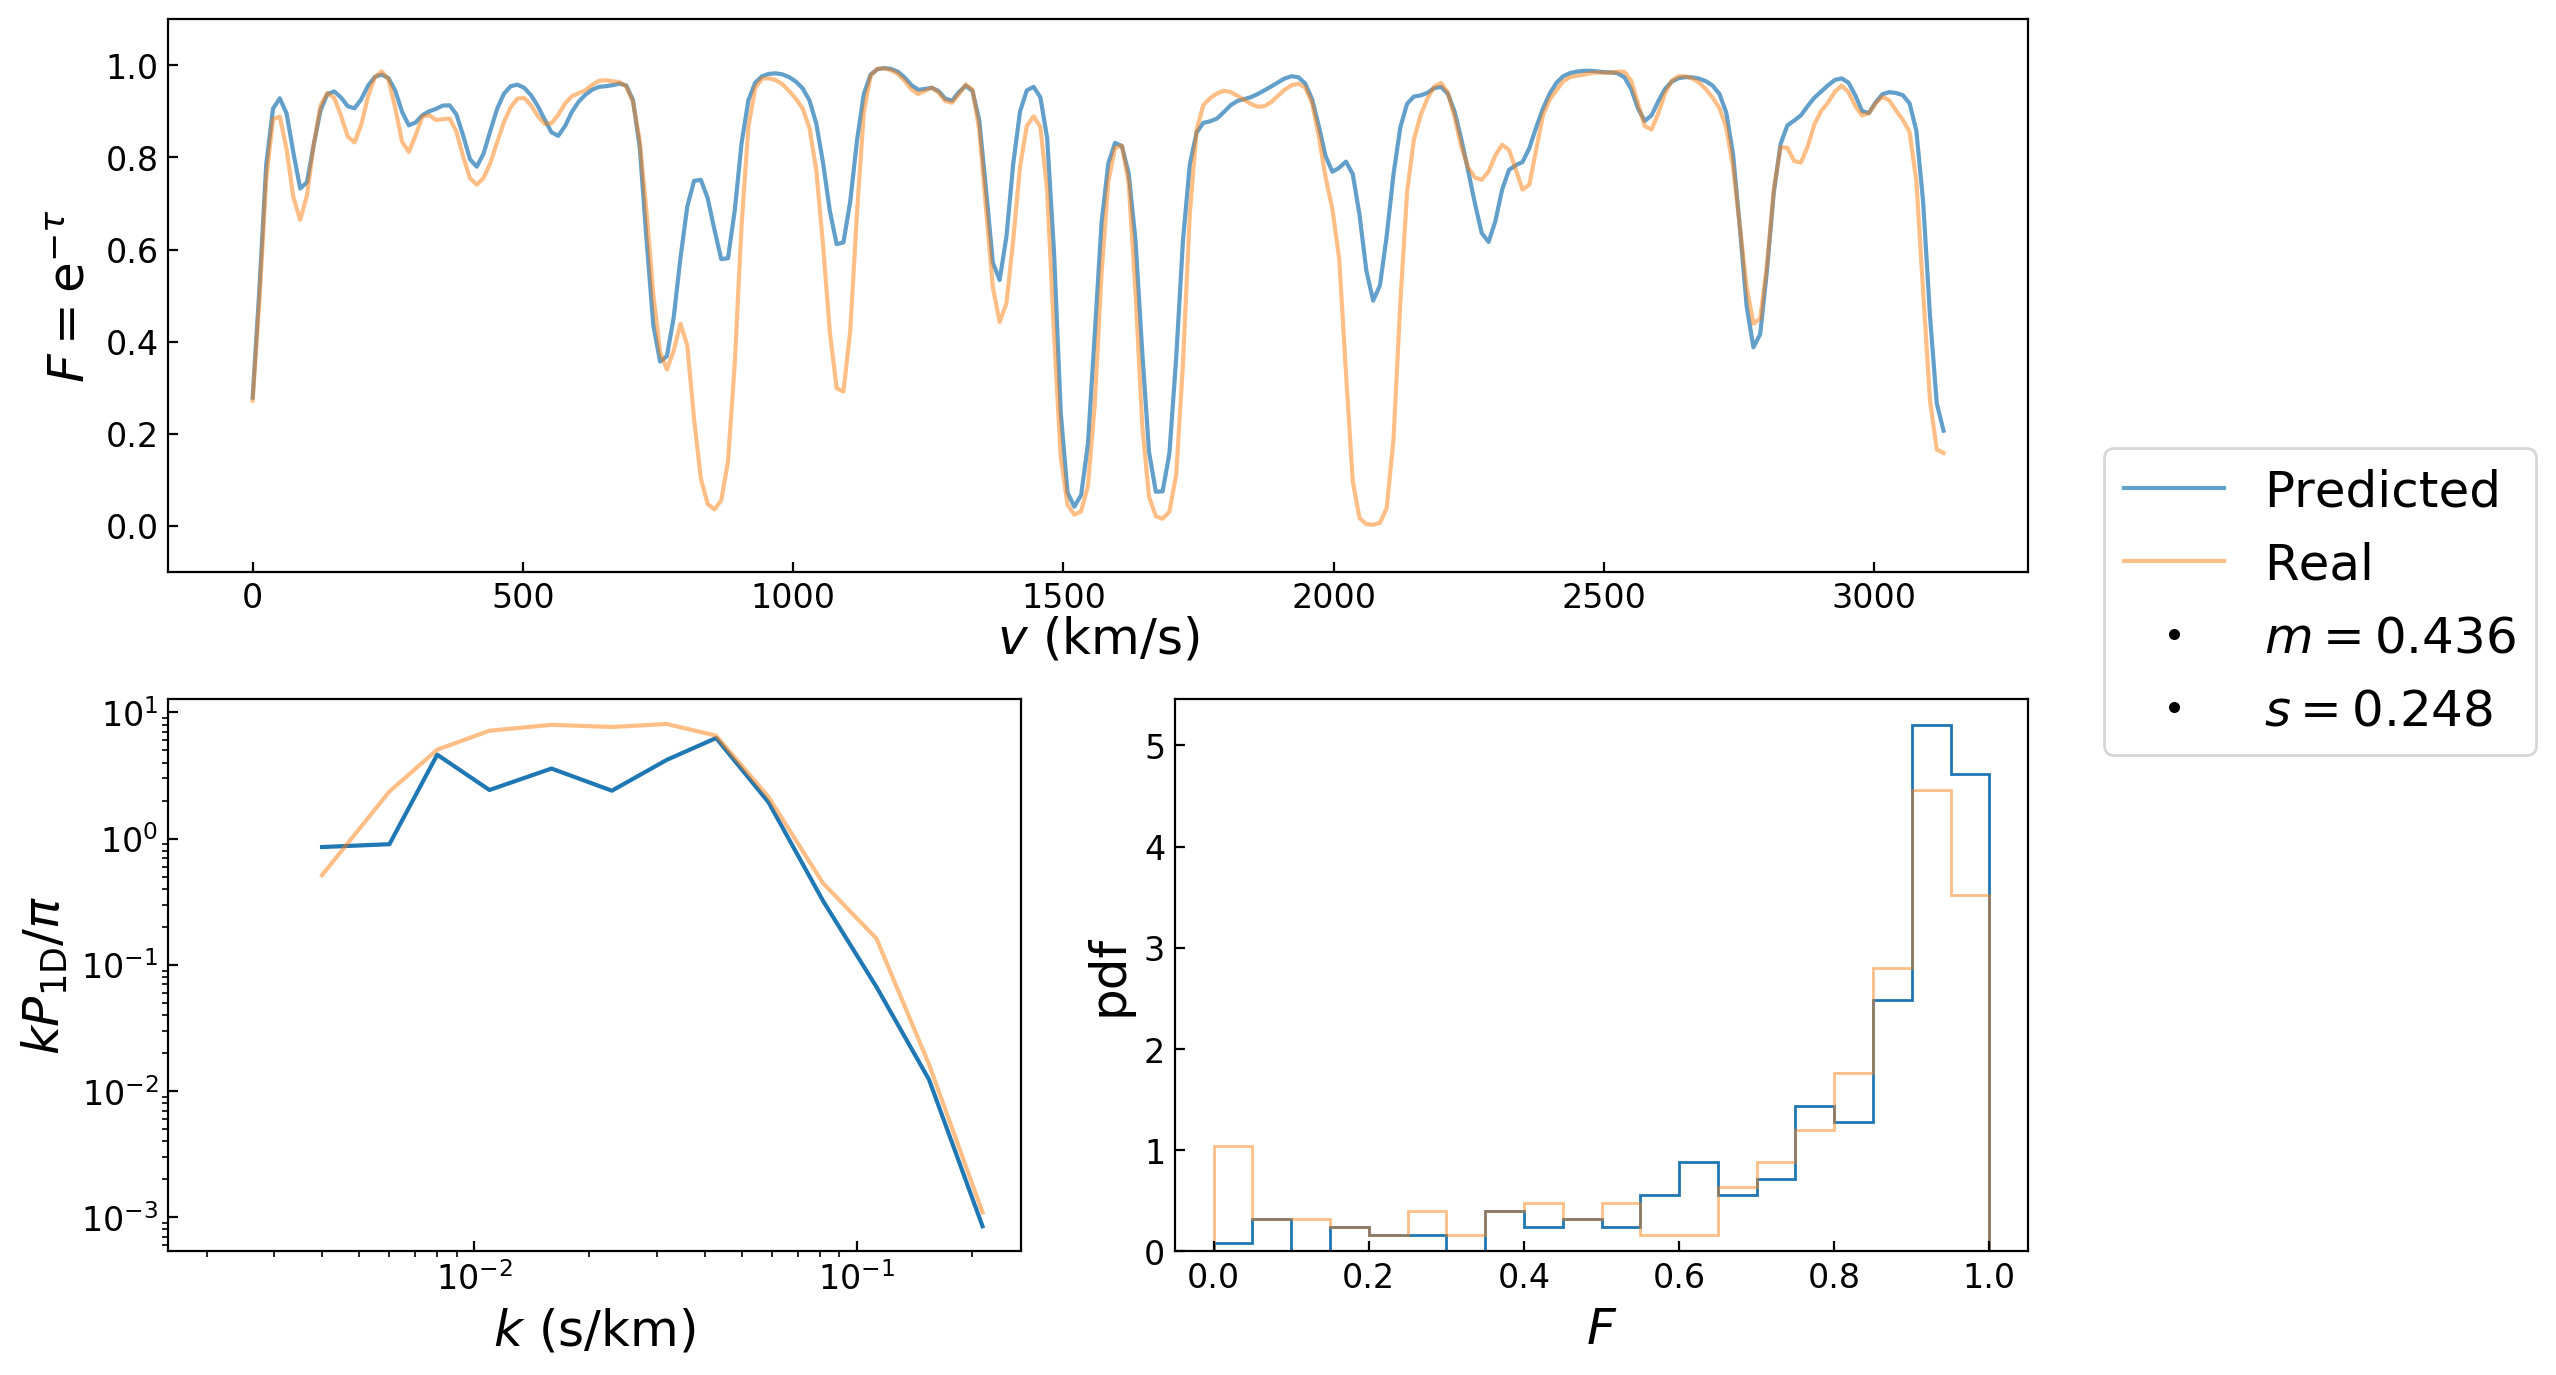 1.0
0.8
0.6
0.4
0.2
0.0
F = e^{−τ}
0 500 1000 1500 2000 2500 3000
v (km/s)
Predicted
Real
m = 0.436
s = 0.248
10^1
10^0
10^{−1}
10^{−2}
10^{−3}
kP_{1D}/π
10^{−2} 10^{−1}
k (s/km)
5
4
3
2
1
0
pdf
0.0 0.2 0.4 0.6 0.8 1.0
F